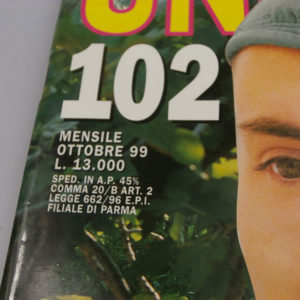 UN
102
MENSILE
OTTOBRE 99
L. 13.000
SPED. IN A.P. 45%
COMMA 20/B ART. 2
LEGGE 662/96 E.P.I.
FILIALE DI PARMA